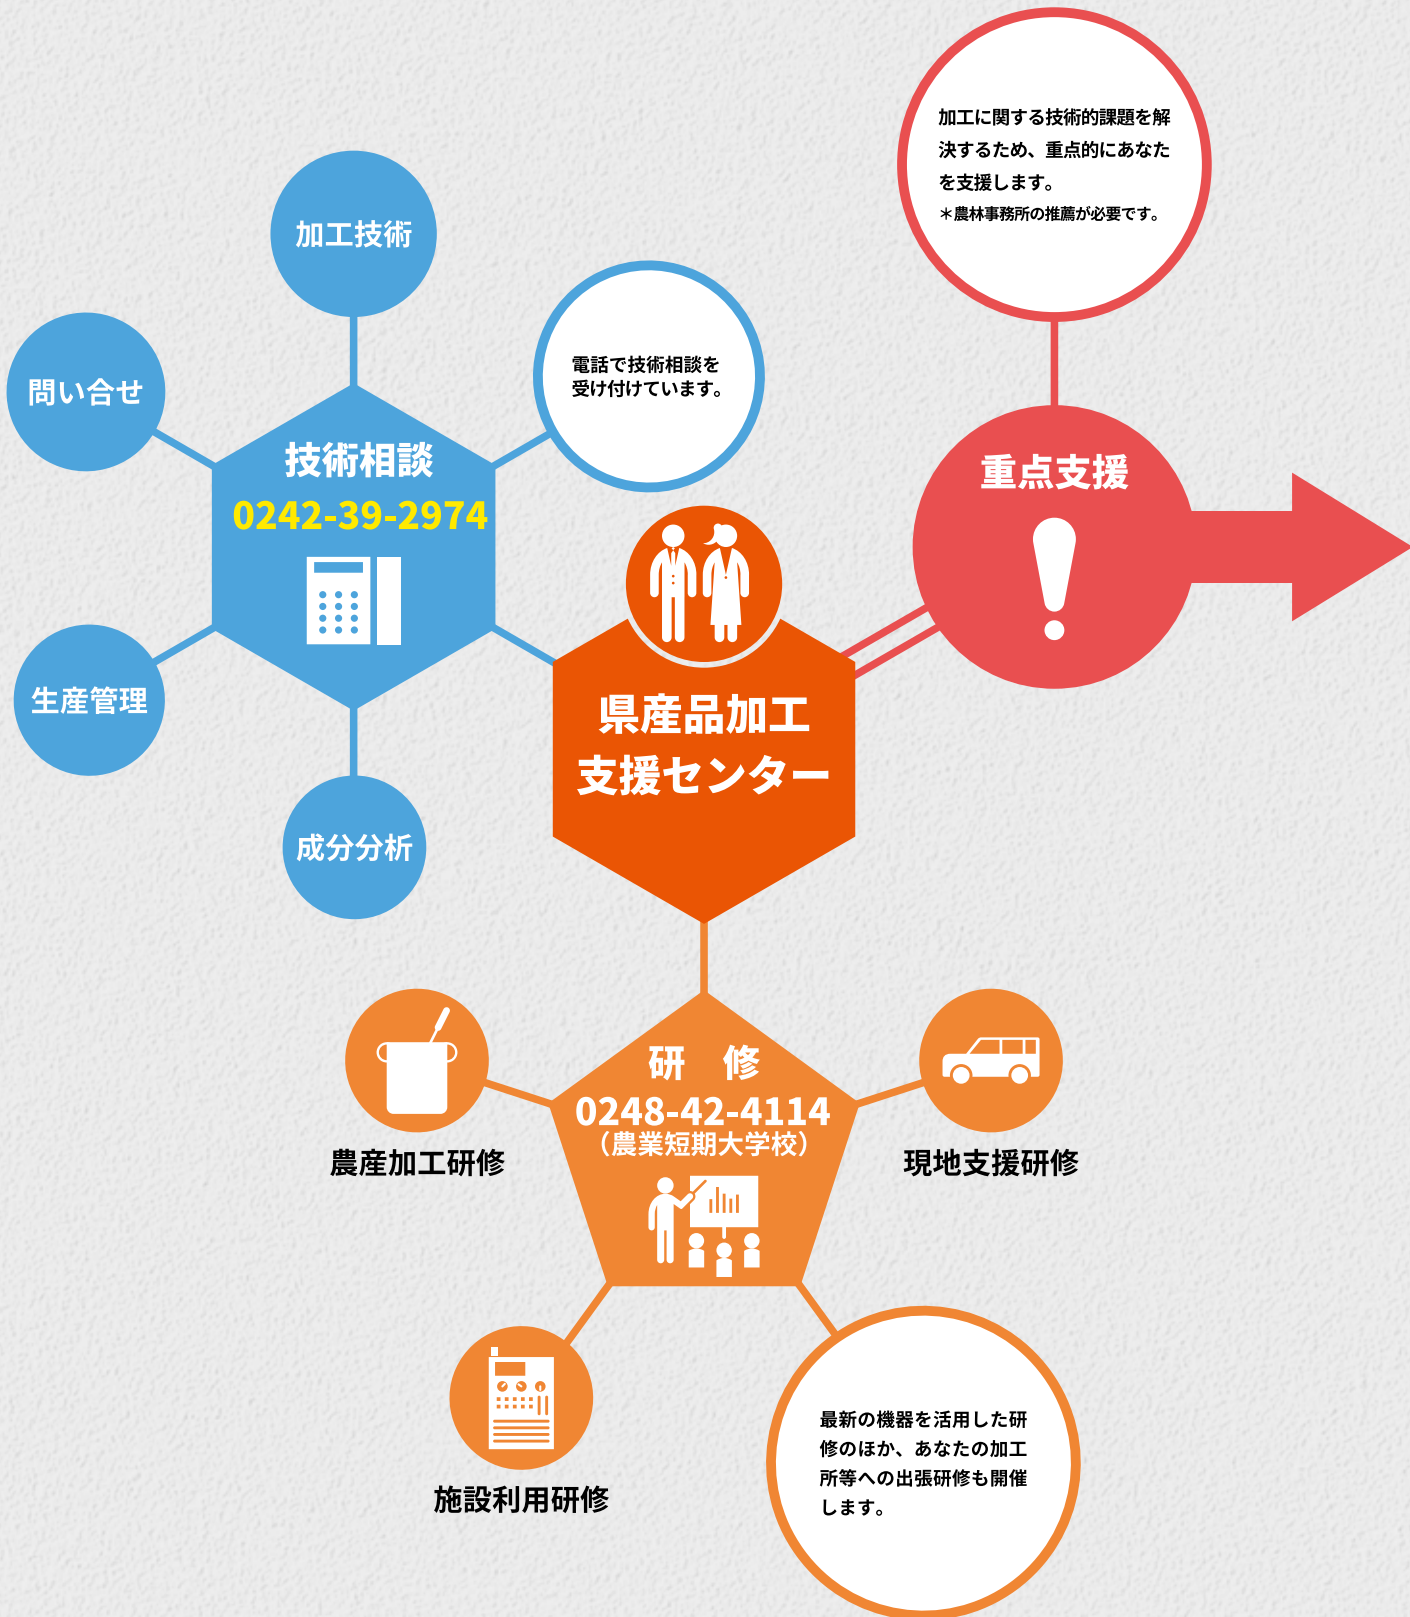 加工に関する技術的課題を解
決するため、重点的にあなた
を支援します。
＊農林事務所の推薦が必要です。
加工技術
問い合せ
電話で技術相談を
受け付けています。
技術相談
0242-39-2974
重点支援
生産管理
成分分析
県産品加工
支援センター
研　修
0248-42-4114
（農業短期大学校）
農産加工研修
現地支援研修
施設利用研修
最新の機器を活用した研
修のほか、あなたの加工
所等への出張研修も開催
します。